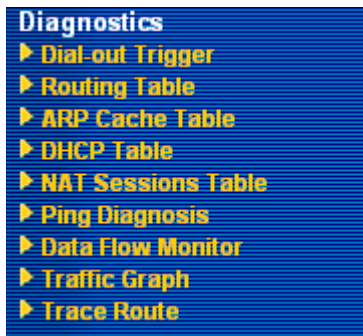 Diagnostics
Dial-out Trigger
Routing Table
ARP Cache Table
DHCP Table
NAT Sessions Table
Ping Diagnosis
Data Flow Monitor
Traffic Graph
Trace Route